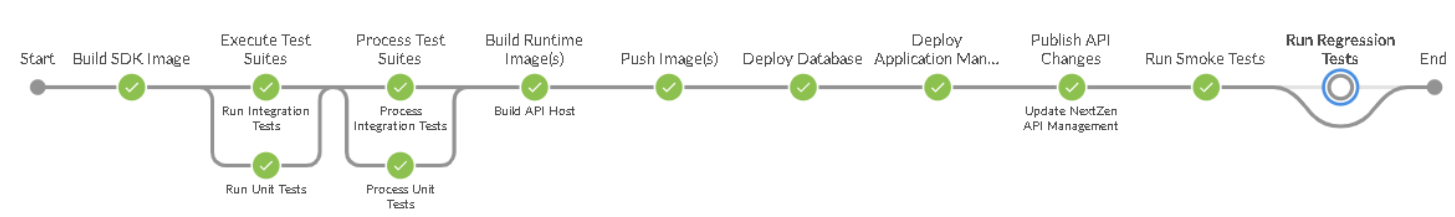 Start
Build SDK Image
Execute Test
Suites
Run Integration
Tests
Run Unit Tests
Process Test
Suites
Process
Integration Tests
Process Unit
Tests
Build Runtime
Image(s)
Build API Host
Push Image(s)
Deploy Database
Deploy
Application Man...
Publish API
Changes
Update NextZen
API Management
Run Smoke Tests
Run Regression
Tests
End